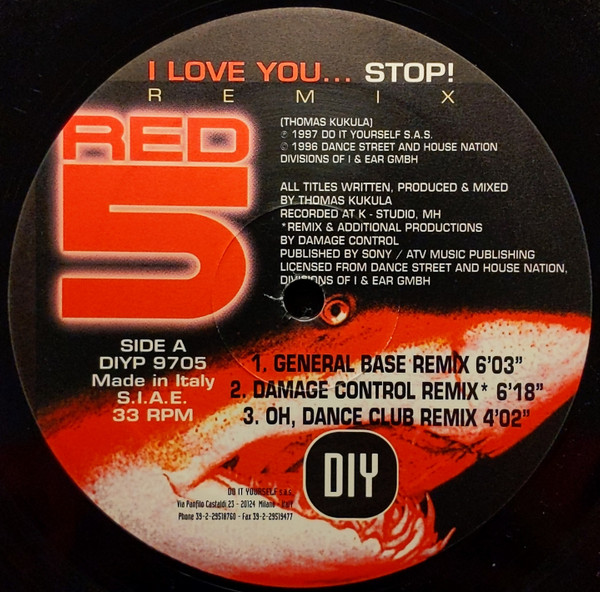 I LOVE YOU... STOP!
REMIX
RED
5
(THOMAS KUKULA)
℗ 1997 DO IT YOURSELF S.A.S.
© 1996 DANCE STREET AND HOUSE NATION
DIVISIONS OF I & EAR GMBH
ALL TITLES WRITTEN, PRODUCED & MIXED
BY THOMAS KUKULA
RECORDED AT K - STUDIO, MH
*REMIX & ADDITIONAL PRODUCTIONS
BY DAMAGE CONTROL
PUBLISHED BY SONY / ATV MUSIC PUBLISHING
LICENSED FROM DANCE STREET AND HOUSE NATION,
DIVISIONS OF I & EAR GMBH
SIDE A
DIYP 9705
Made in Italy
S.I.A.E.
33 RPM
1. GENERAL BASE REMIX 6'03"
2. DAMAGE CONTROL REMIX* 6'18"
3. OH, DANCE CLUB REMIX 4'02"
DIY
DO IT YOURSELF S.A.S.
Via Panfilo Castaldi 23 - 20124 Milano - Italy
Phone 39-2-29518760 - Fax 39-2-29519477